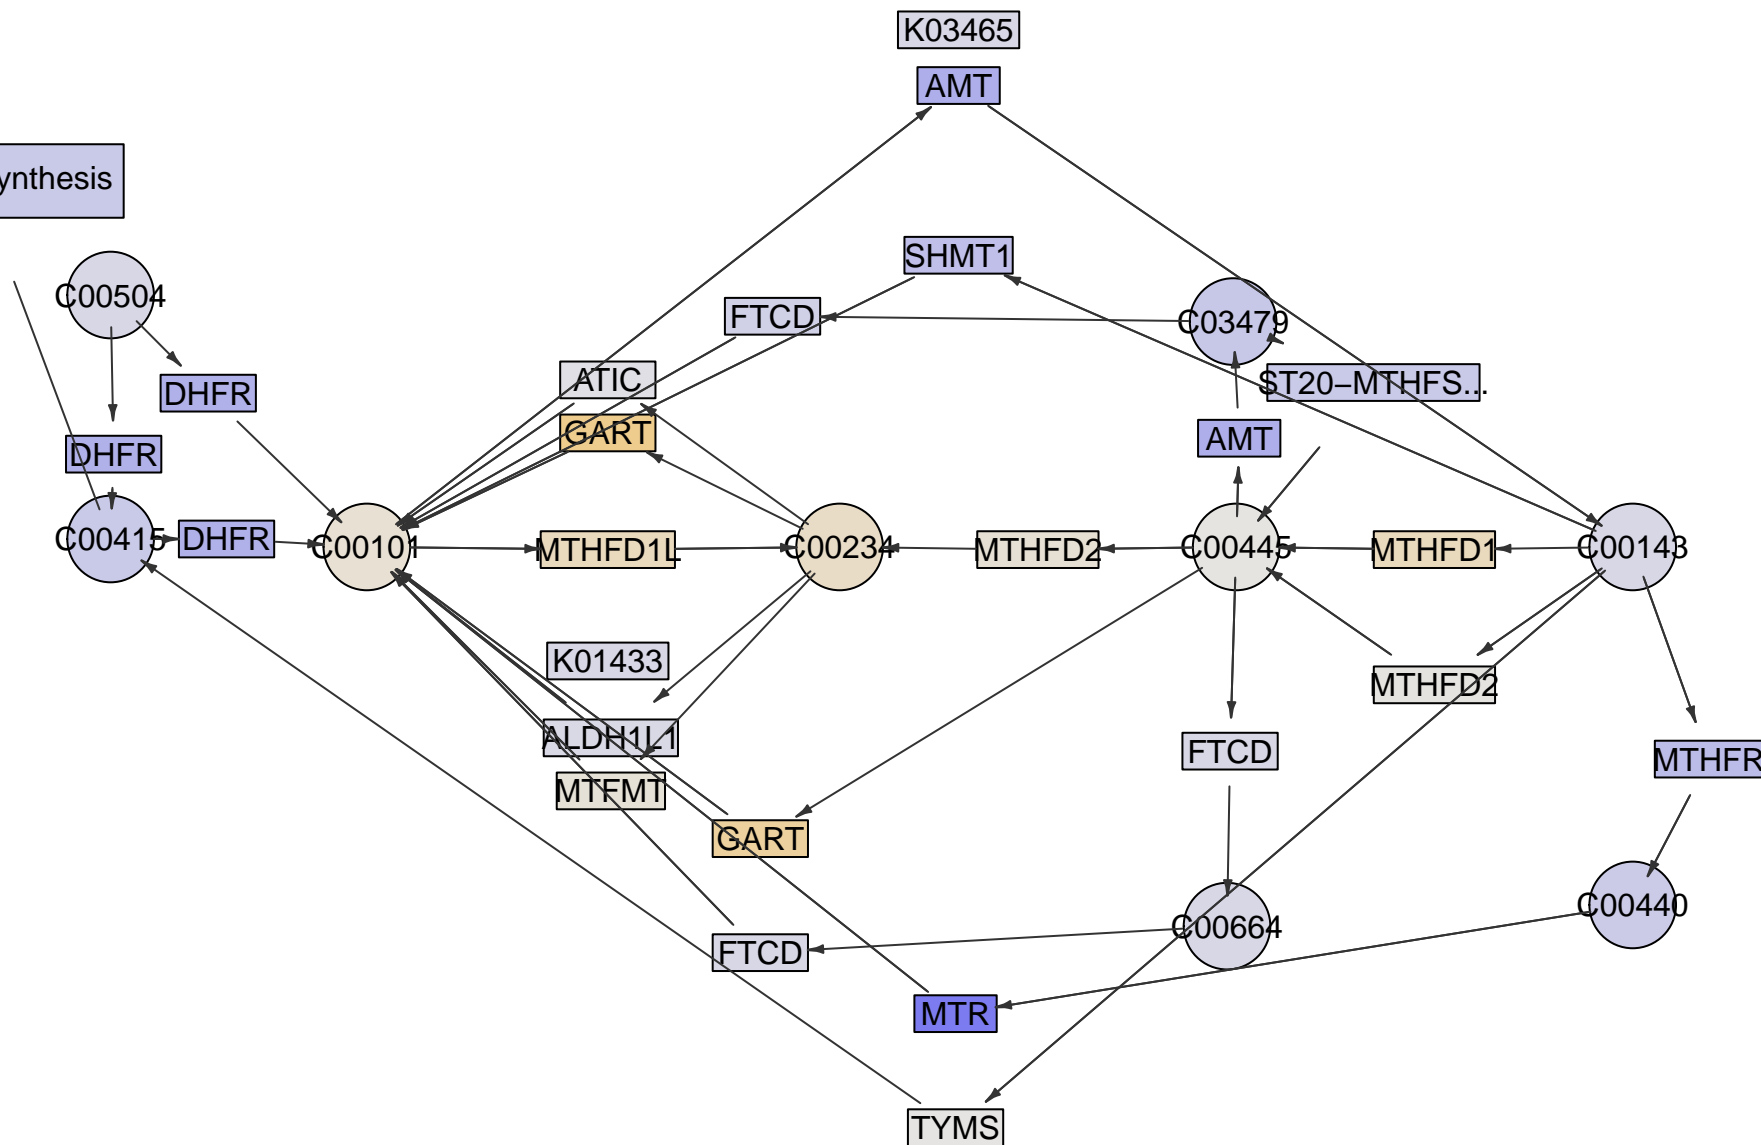 K03465
AMT
ynthesis
SHMT1
C00504
FTCD
C03479
ATIC
ST20−MTHFS...
DHFR
GART
AMT
DHFR
C00415
DHFR
C00101
MTHFD1L
C00234
MTHFD2
C00445
MTHFD1
C00143
K01433
MTHFD2
ALDH1L1
FTCD
MTHFR
MTFMT
GART
C00440
C00664
FTCD
MTR
TYMS